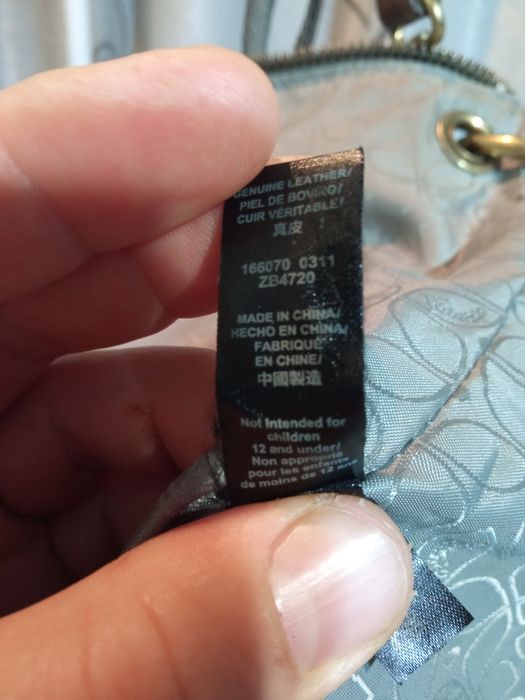 GENUINE LEATHER/
PIEL DE BOVINO/
CUIR VÉRITABLE/
真皮
166070 0311
ZB4720
MADE IN CHINA/
HECHO EN CHINA/
FABRIQUÉ
EN CHINE/
中國製造
Not Intended for
children
12 and under/
Non approprié
pour les enfants
de moins de 12 ans